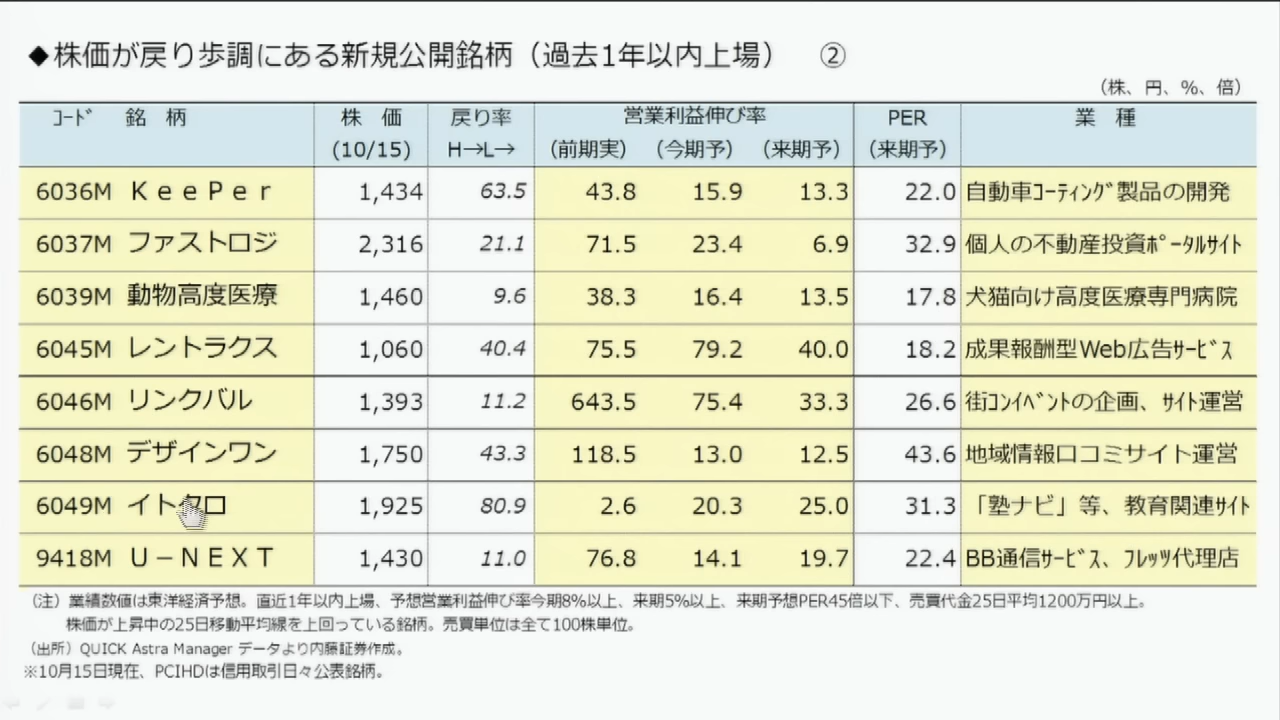 ◆株価が戻り歩調にある新規公開銘柄（過去1年以内上場） ②
（株、円、%、倍）
ｺｰﾄﾞ 銘 柄 株 価 戻り率 営業利益伸び率 PER 業 種
(10/15) H→L→ (前期実) (今期予) (来期予) (来期予)
6036M ＫｅｅＰｅｒ 1,434 63.5 43.8 15.9 13.3 22.0 自動車ｺｰﾃｨﾝｸﾞ製品の開発
6037M ファストロジ 2,316 21.1 71.5 23.4 6.9 32.9 個人の不動産投資ﾎﾟｰﾀﾙｻｲﾄ
6039M 動物高度医療 1,460 9.6 38.3 16.4 13.5 17.8 犬猫向け高度医療専門病院
6045M レントラクス 1,060 40.4 75.5 79.2 40.0 18.2 成果報酬型Web広告ｻｰﾋﾞｽ
6046M リンクバル 1,393 11.2 643.5 75.4 33.3 26.6 街ｺﾝｲﾍﾞﾝﾄの企画、ｻｲﾄ運営
6048M デザインワン 1,750 43.3 118.5 13.0 12.5 43.6 地域情報口コミサイト運営
6049M イトクロ 1,925 80.9 2.6 20.3 25.0 31.3 「塾ナビ」等、教育関連ｻｲﾄ
9418M Ｕ－ＮＥＸＴ 1,430 11.0 76.8 14.1 19.7 22.4 BB通信ｻｰﾋﾞｽ、ﾌﾚｯﾂ代理店
（注）業績数値は東洋経済予想。直近1年以内上場、予想営業利益伸び率今期8%以上、来期5%以上、来期予想PER45倍以下、売買代金25日平均1200万円以上。
株価が上昇中の25日移動平均線を上回っている銘柄。売買単位は全て100株単位。
（出所）QUICK Astra Manager データより内藤証券作成。
※10月15日現在、PCIHDは信用取引日々公表銘柄。